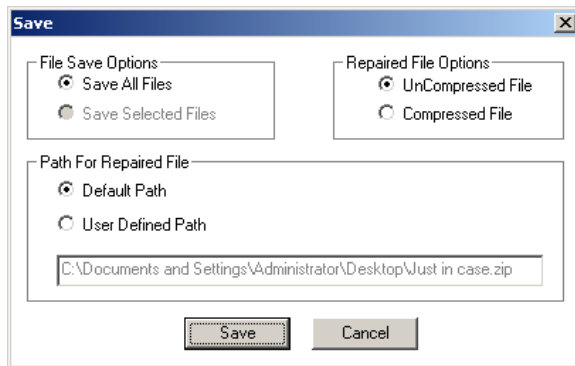 Save
File Save Options
Save All Files
Save Selected Files
Repaired File Options
UnCompressed File
Compressed File
Path For Repaired File
Default Path
User Defined Path
C:\Documents and Settings\Administrator\Desktop\Just in case.zip
Save
Cancel